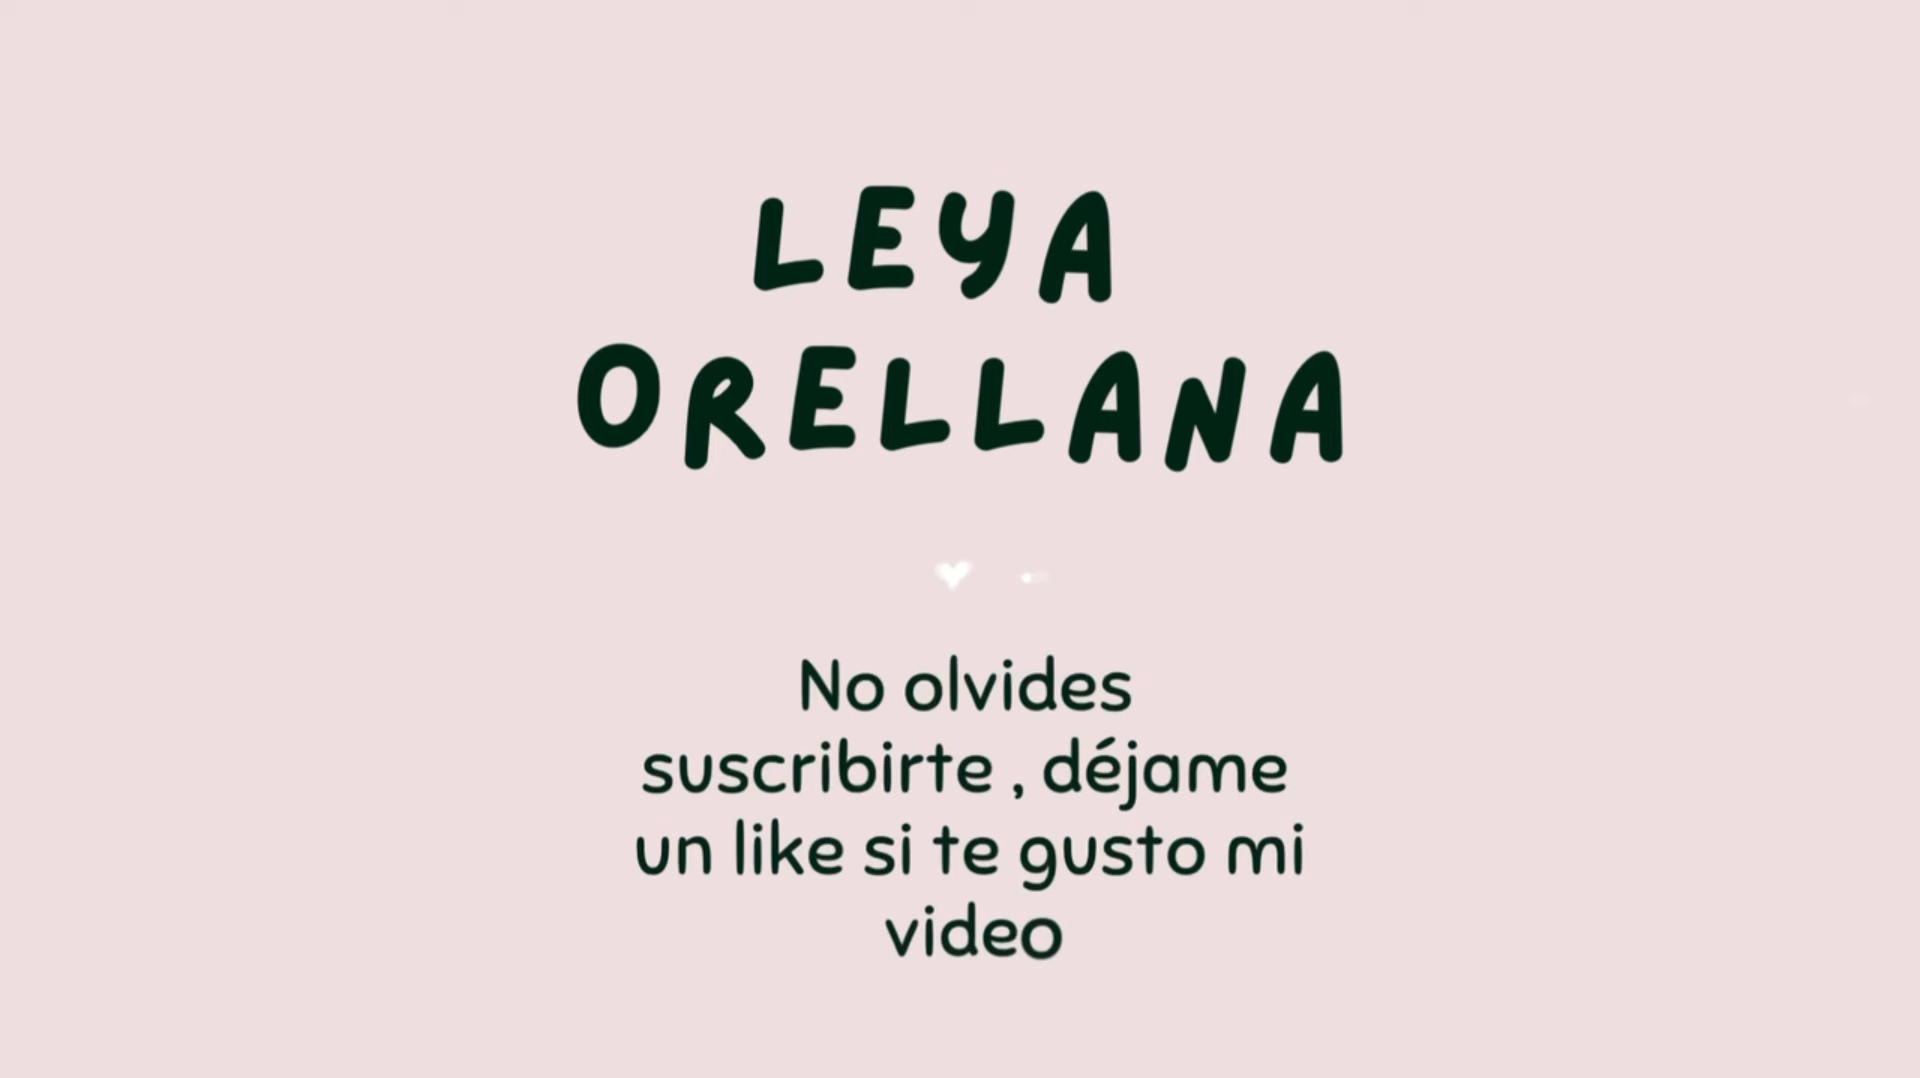 LEYA
ORELLANA
No olvides
suscribirte , déjame
un like si te gusto mi
video